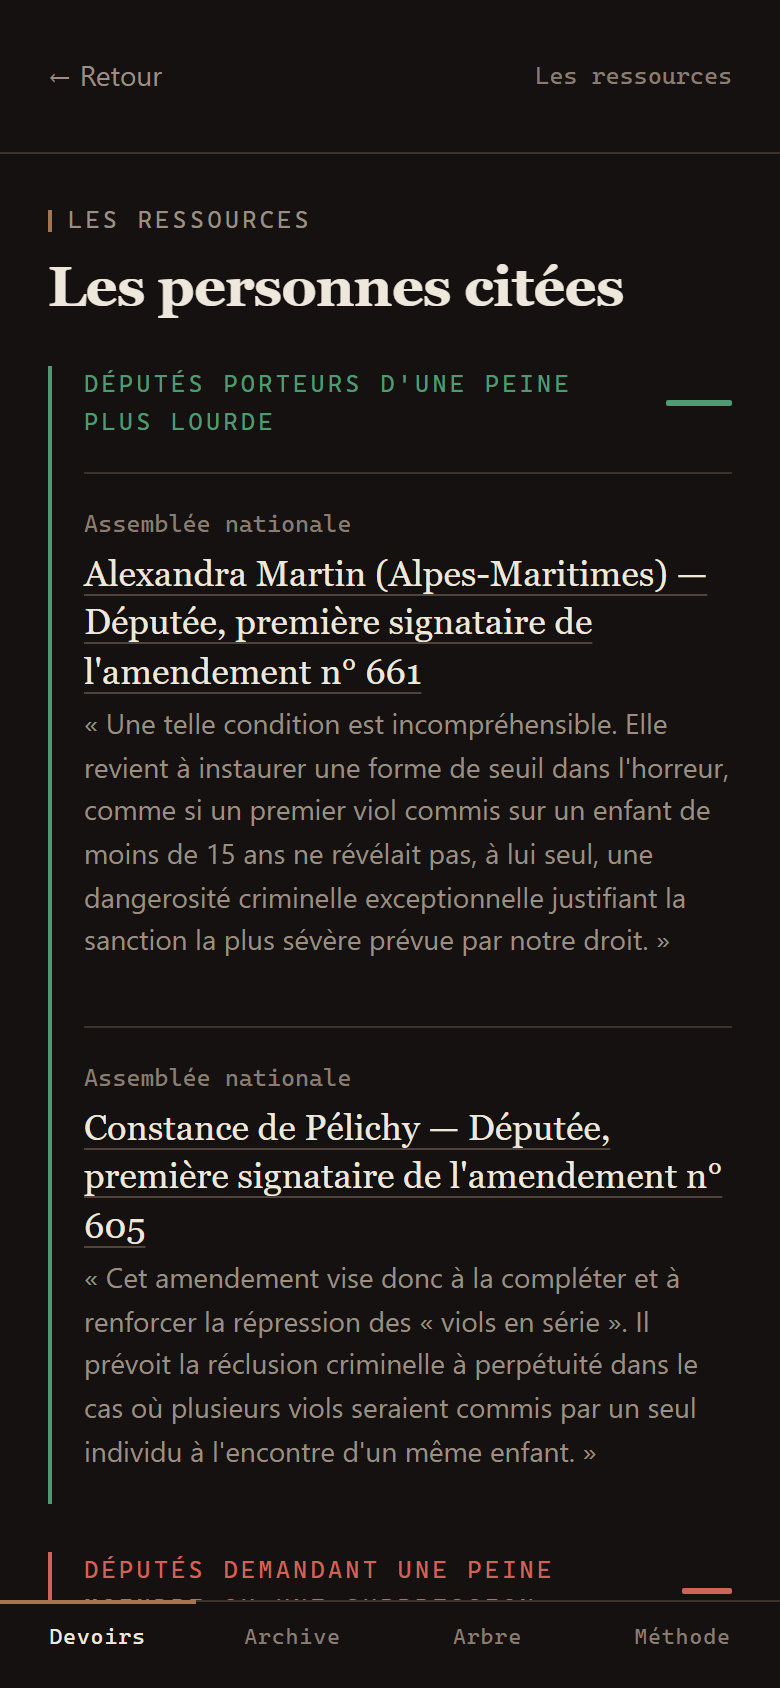 ← Retour
Les ressources
LES RESSOURCES
Les personnes citées
DÉPUTÉS PORTEURS D'UNE PEINE
PLUS LOURDE
Assemblée nationale
Alexandra Martin (Alpes-Maritimes) —
Députée, première signataire de
l'amendement n° 661
« Une telle condition est incompréhensible. Elle
revient à instaurer une forme de seuil dans l'horreur,
comme si un premier viol commis sur un enfant de
moins de 15 ans ne révélait pas, à lui seul, une
dangerosité criminelle exceptionnelle justifiant la
sanction la plus sévère prévue par notre droit. »
Assemblée nationale
Constance de Pélichy — Députée,
première signataire de l'amendement n°
605
« Cet amendement vise donc à la compléter et à
renforcer la répression des « viols en série ». Il
prévoit la réclusion criminelle à perpétuité dans le
cas où plusieurs viols seraient commis par un seul
individu à l'encontre d'un même enfant. »
DÉPUTÉS DEMANDANT UNE PEINE
Devoirs
Archive
Arbre
Méthode